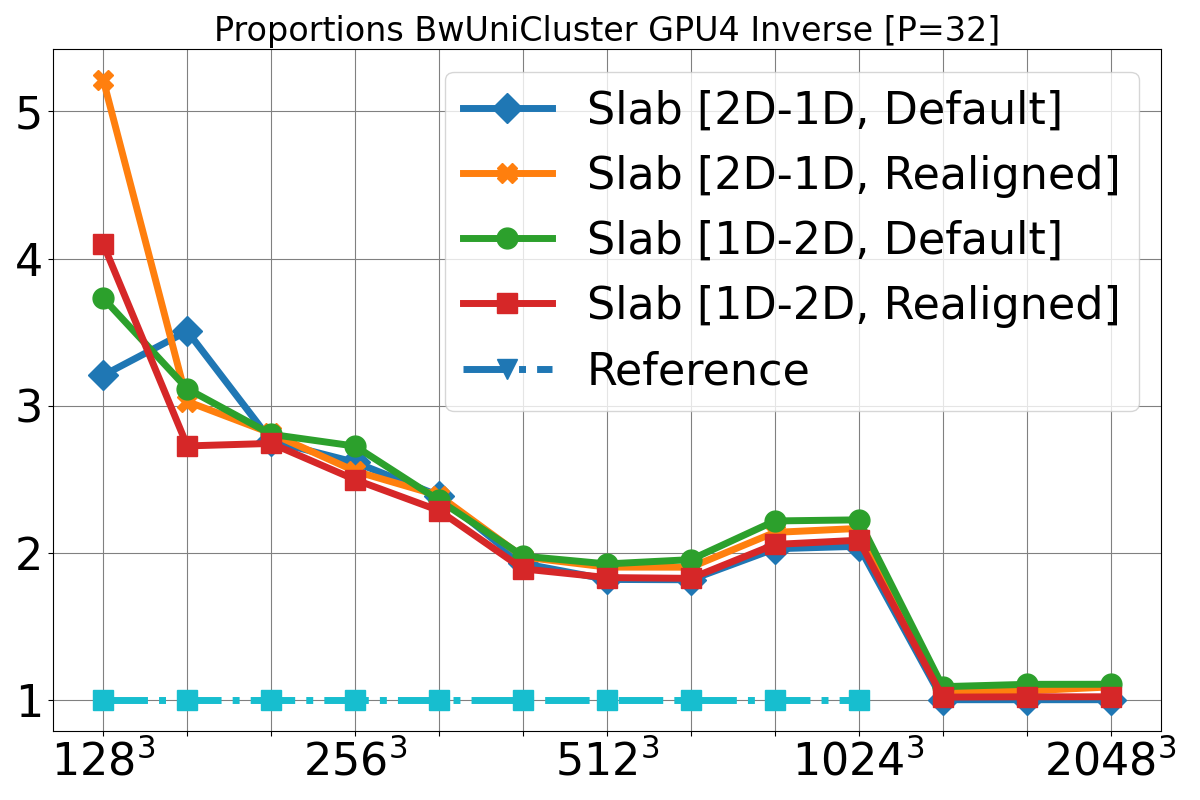 Proportions BwUniCluster GPU4 Inverse [P=32]
5
4
3
2
1
Slab [2D-1D, Default]
Slab [2D-1D, Realigned]
Slab [1D-2D, Default]
Slab [1D-2D, Realigned]
Reference
128³ 256³ 512³ 1024³ 2048³